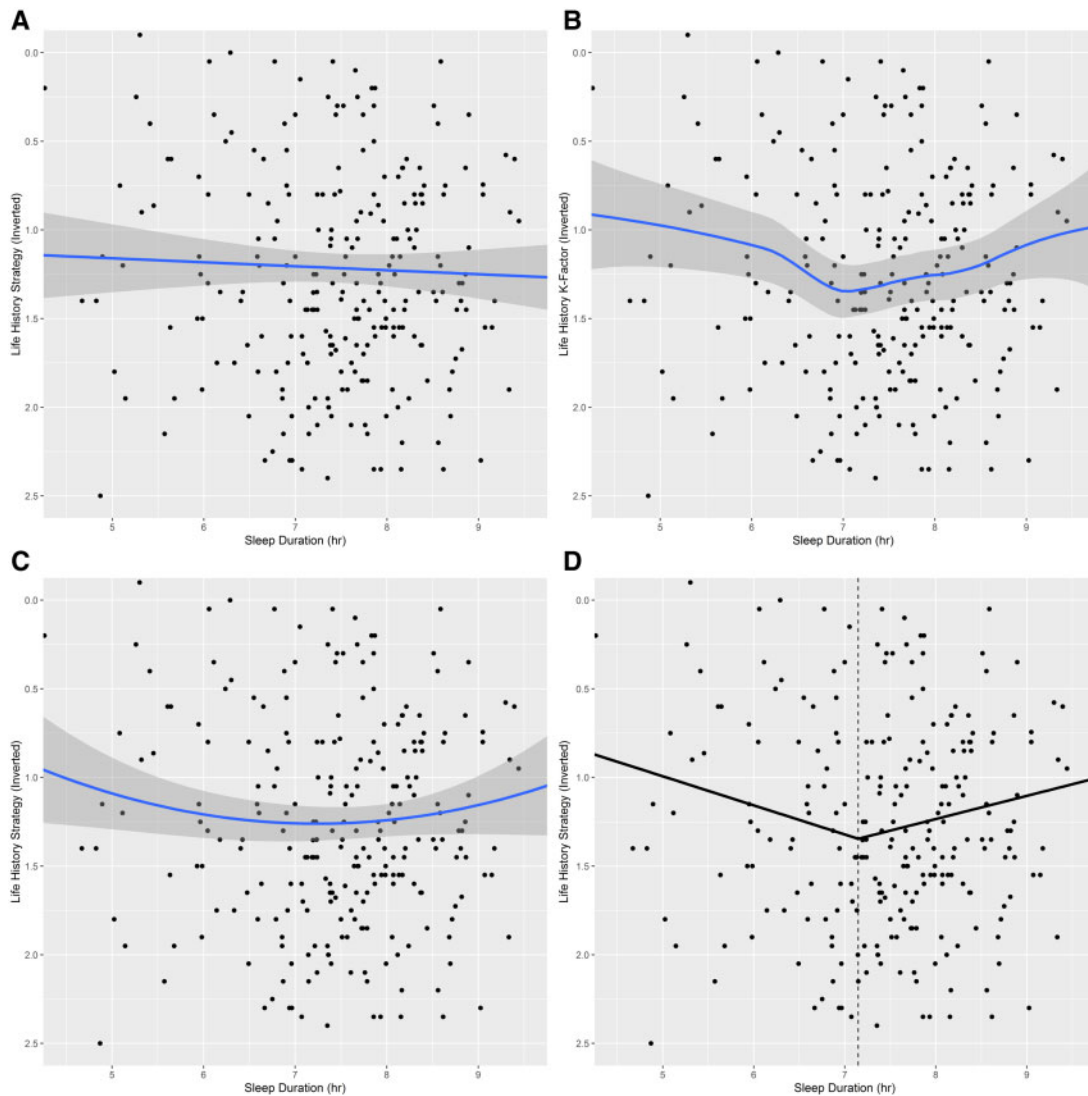 A
0.0
0.5
1.0
1.5
2.0
2.5
Life History Strategy (Inverted)
5 6 7 8 9
Sleep Duration (hr)
B
0.0
0.5
1.0
1.5
2.0
2.5
Life History K-Factor (Inverted)
5 6 7 8 9
Sleep Duration (hr)
C
0.0
0.5
1.0
1.5
2.0
2.5
Life History Strategy (Inverted)
5 6 7 8 9
Sleep Duration (hr)
D
0.0
0.5
1.0
1.5
2.0
2.5
Life History Strategy (Inverted)
5 6 7 8 9
Sleep Duration (hr)